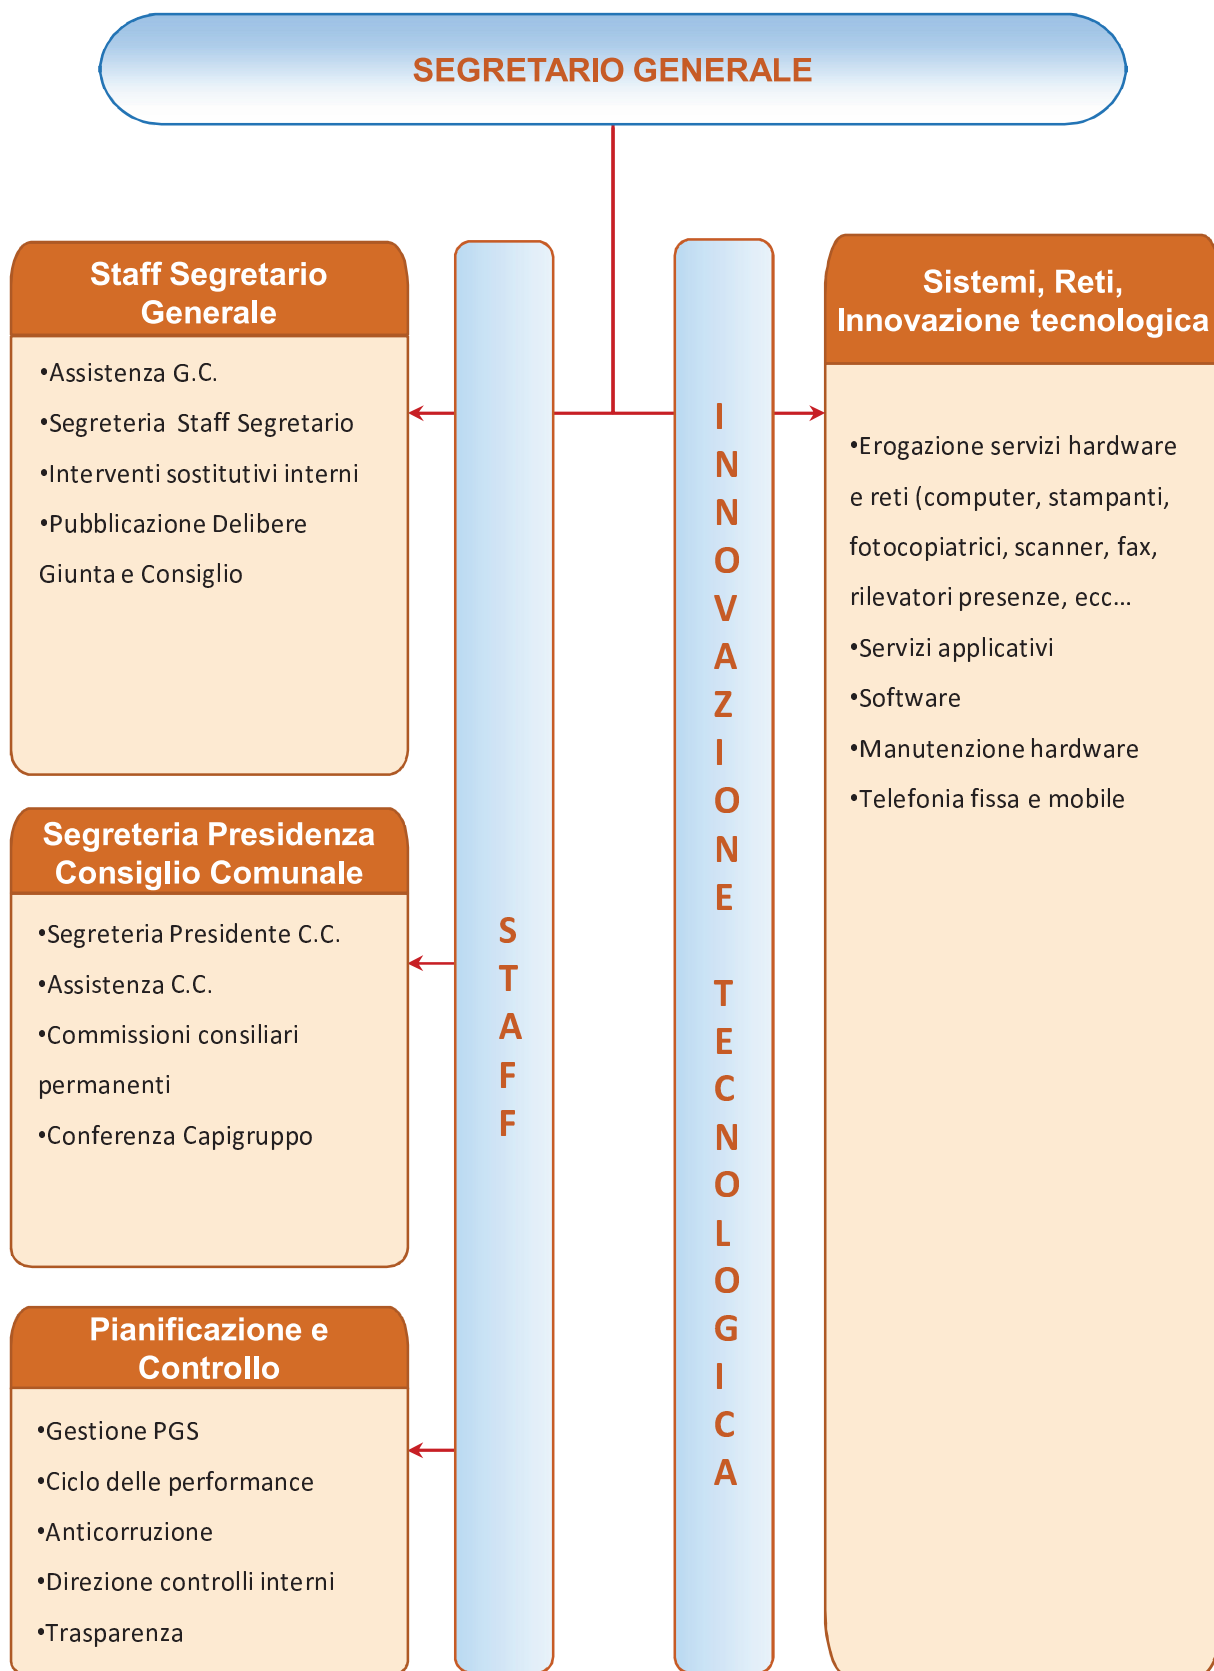 SEGRETARIO GENERALE
Staff Segretario
Generale
•Assistenza G.C.
•Segreteria  Staff Segretario
•Interventi sostitutivi interni
•Pubblicazione Delibere
Giunta e Consiglio
Segreteria Presidenza
Consiglio Comunale
•Segreteria Presidente C.C.
•Assistenza C.C.
•Commissioni consiliari
permanenti
•Conferenza Capigruppo
Pianificazione e
Controllo
•Gestione PGS
•Ciclo delle performance
•Anticorruzione
•Direzione controlli interni
•Trasparenza
STAFF
INNOVAZIONE TECNOLOGICA
Sistemi, Reti,
Innovazione tecnologica
•Erogazione servizi hardware
e reti (computer, stampanti,
fotocopiatrici, scanner, fax,
rilevatori presenze, ecc...
•Servizi applicativi
•Software
•Manutenzione hardware
•Telefonia fissa e mobile